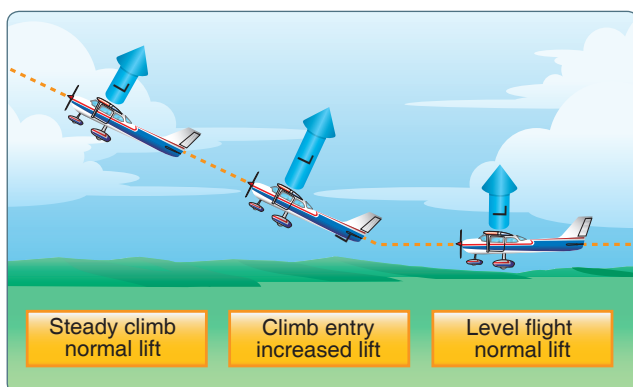 L
L
L
Steady climb
normal lift
Climb entry
increased lift
Level flight
normal lift